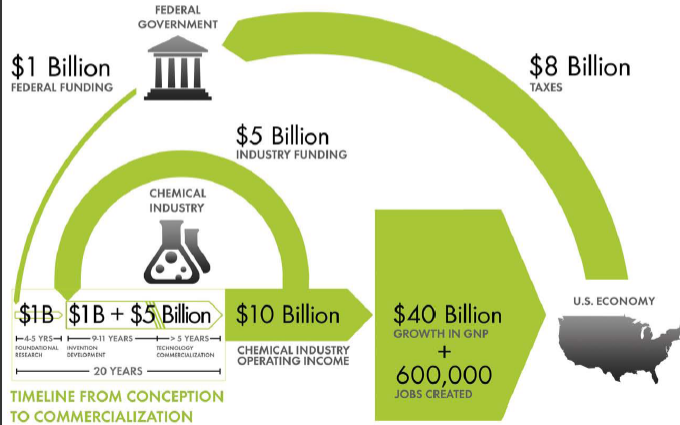 FEDERAL
GOVERNMENT
$1 Billion
FEDERAL FUNDING
$8 Billion
TAXES
$5 Billion
INDUSTRY FUNDING
CHEMICAL
INDUSTRY
$1B
$1B + $5 Billion
$10 Billion
$40 Billion
GROWTH IN GNP
+
600,000
JOBS CREATED
U.S. ECONOMY
4-5 YRS
9-11 YEARS
> 5 YEARS
FOUNDATIONAL
RESEARCH
INVENTION
DEVELOPMENT
TECHNOLOGY
COMMERCIALIZATION
CHEMICAL INDUSTRY
OPERATING INCOME
20 YEARS
TIMELINE FROM CONCEPTION
TO COMMERCIALIZATION